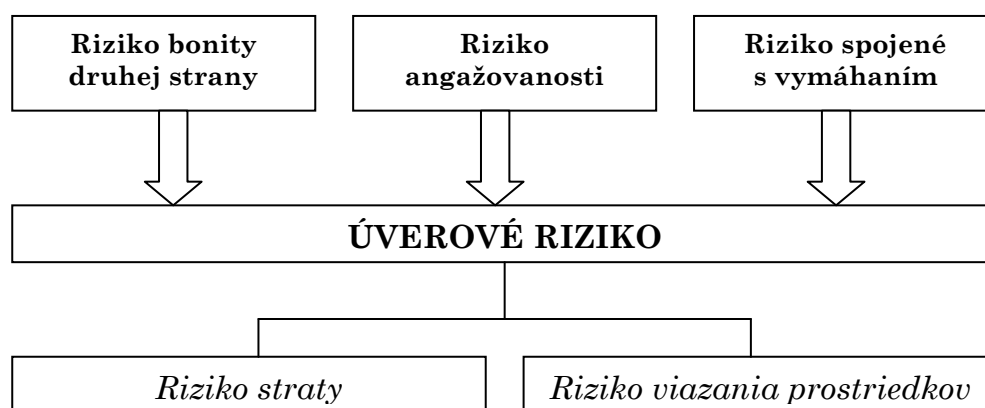 Riziko bonity
druhej strany
Riziko
angažovanosti
Riziko spojené
s vymáhaním
ÚVEROVÉ RIZIKO
Riziko straty
Riziko viazania prostriedkov